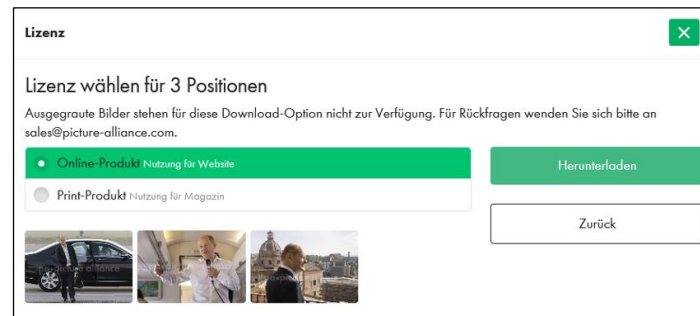 Lizenz
Lizenz wählen für 3 Positionen
Ausgegraute Bilder stehen für diese Download-Option nicht zur Verfügung. Für Rückfragen wenden Sie sich bitte an
sales@picture-alliance.com.
Online-Produkt Nutzung für Website
Herunterladen
Print-Produkt Nutzung für Magazin
Zurück
picture alliance